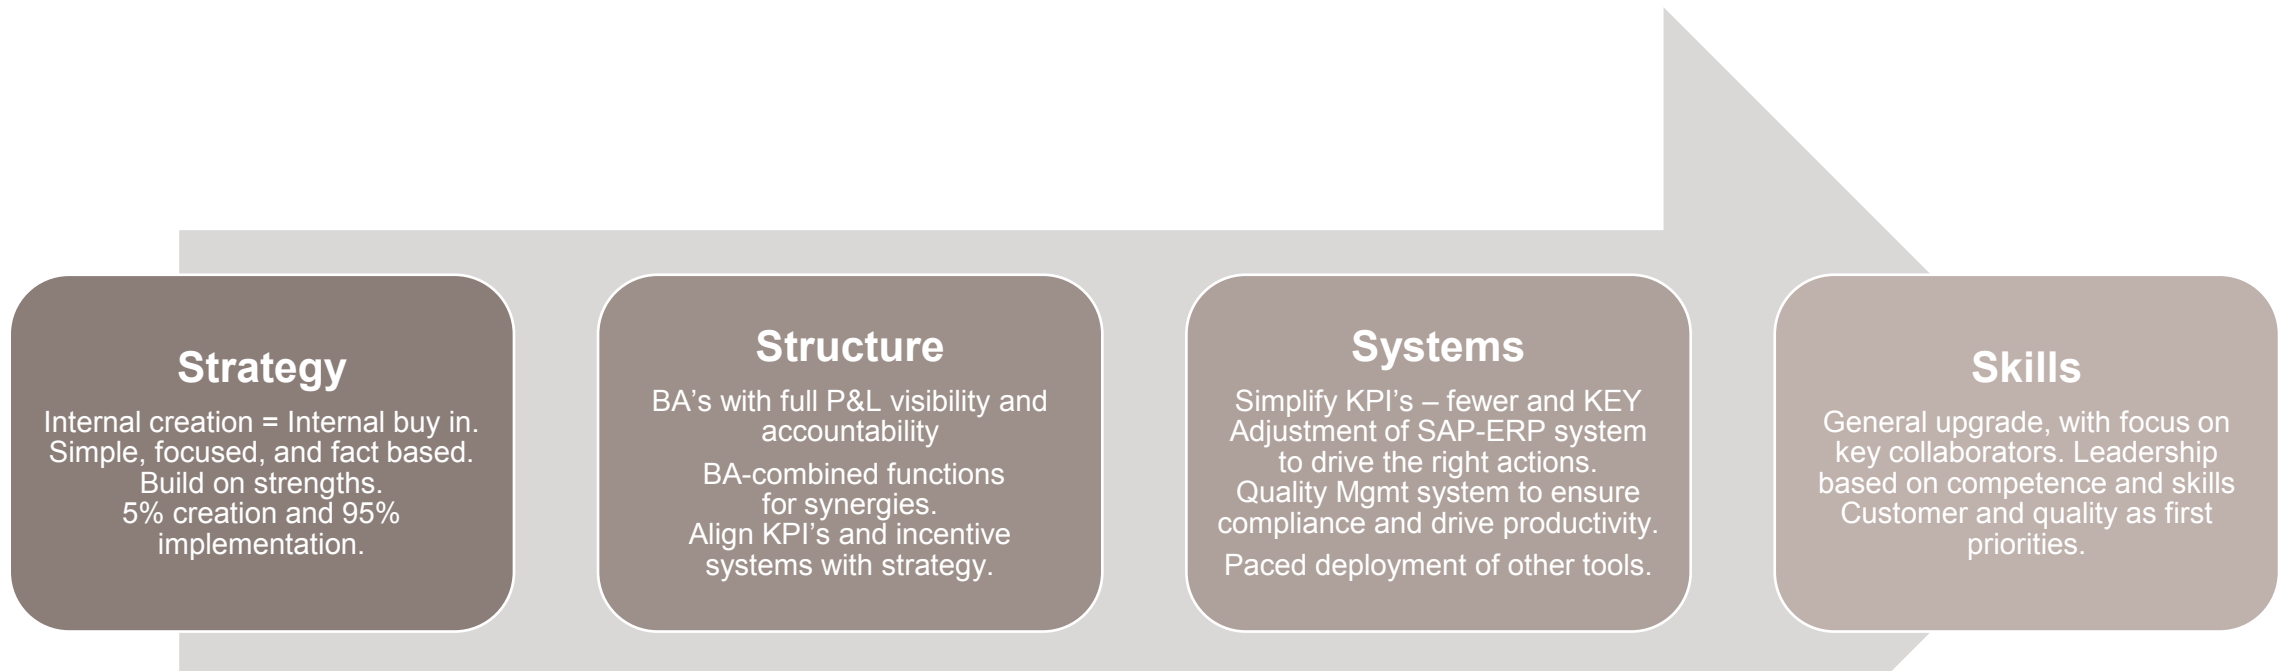 Strategy
Internal creation = Internal buy in.
Simple, focused, and fact based.
Build on strengths.
5% creation and 95%
implementation.
Structure
BA’s with full P&L visibility and
accountability
BA-combined functions
for synergies.
Align KPI’s and incentive
systems with strategy.
Systems
Simplify KPI’s – fewer and KEY
Adjustment of SAP-ERP system
to drive the right actions.
Quality Mgmt system to ensure
compliance and drive productivity.
Paced deployment of other tools.
Skills
General upgrade, with focus on
key collaborators. Leadership
based on competence and skills
Customer and quality as first
priorities.